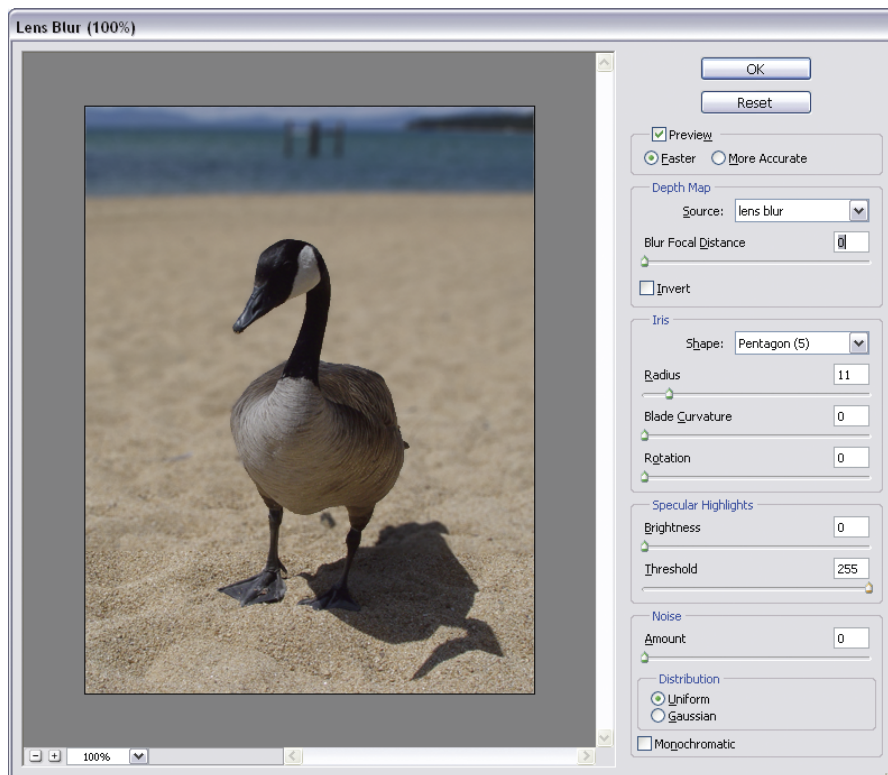 Lens Blur (100%)
OK
Reset
Preview
Faster
More Accurate
Depth Map
Source:
lens blur
Blur Focal Distance
0
Invert
Iris
Shape:
Pentagon (5)
Radius
11
Blade Curvature
0
Rotation
0
Specular Highlights
Brightness
0
Threshold
255
Noise
Amount
0
Distribution
Uniform
Gaussian
Monochromatic
100%